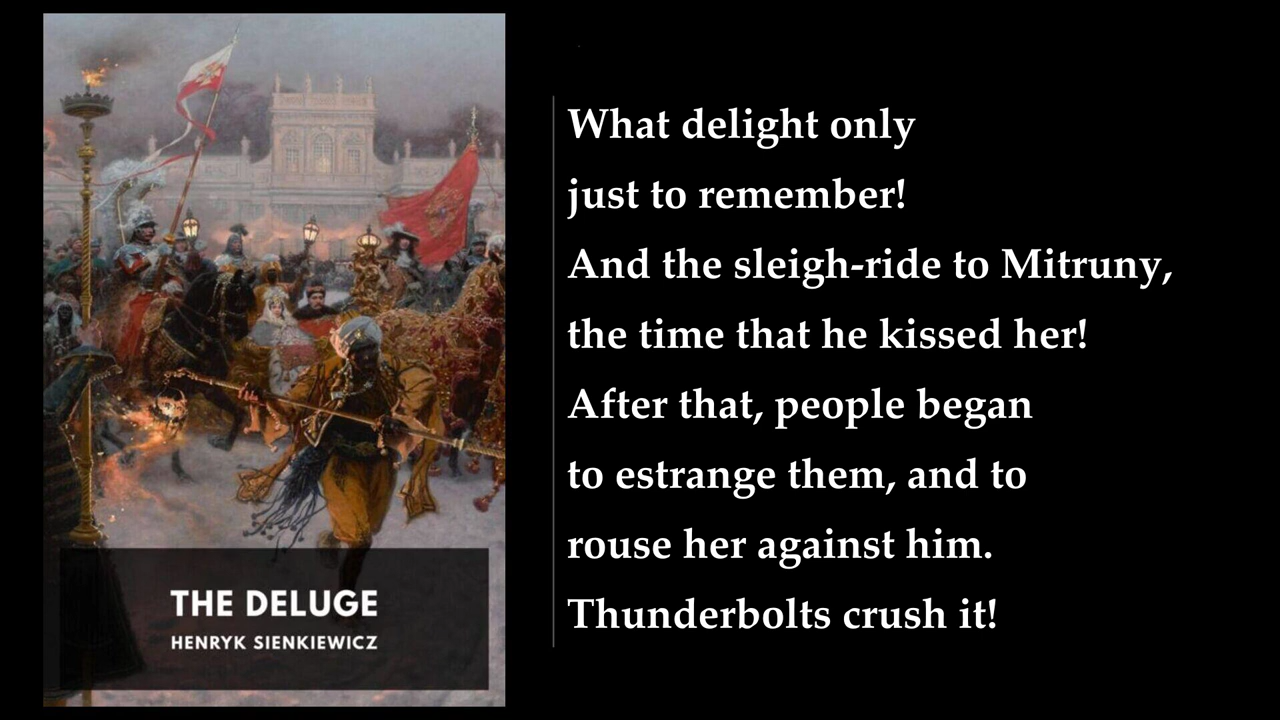 THE DELUGE
HENRYK SIENKIEWICZ
What delight only
just to remember!
And the sleigh-ride to Mitruny,
the time that he kissed her!
After that, people began
to estrange them, and to
rouse her against him.
Thunderbolts crush it!